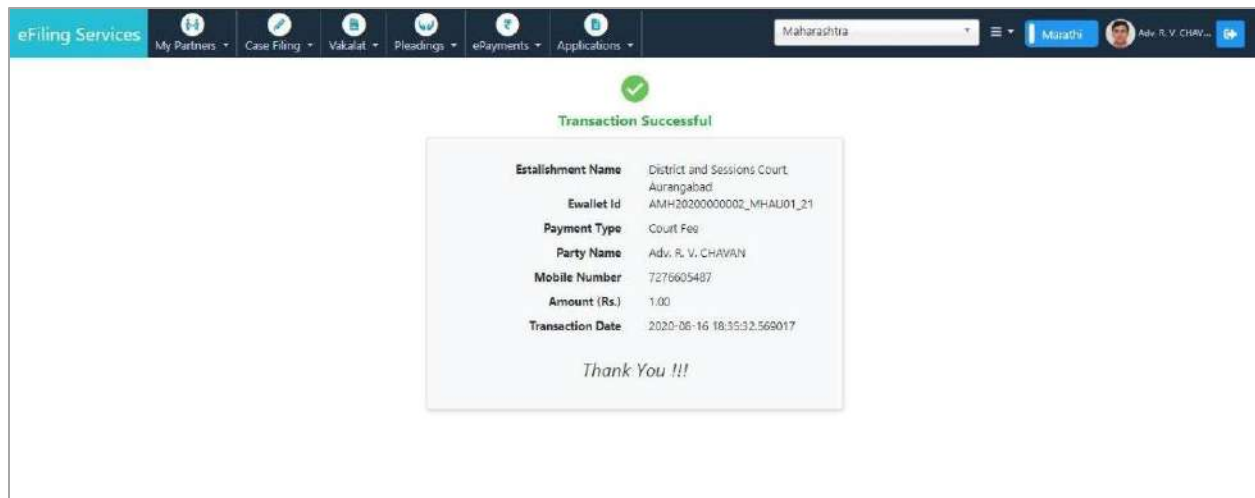 eFiling Services
My Partners
Case Filing
Vakalat
Pleadings
ePayments
Applications
Maharashtra
Marathi
Adv. R. V. CHAV...
Transaction Successful
Estalishment Name District and Sessions Court,
Aurangabad
Ewallet Id AMH20200000002_MHAU01_21
Payment Type Court Fee
Party Name Adv. R. V. CHAVAN
Mobile Number 7276605487
Amount (Rs.) 1.00
Transaction Date 2020-06-16 18:35:32.569017
Thank You !!!